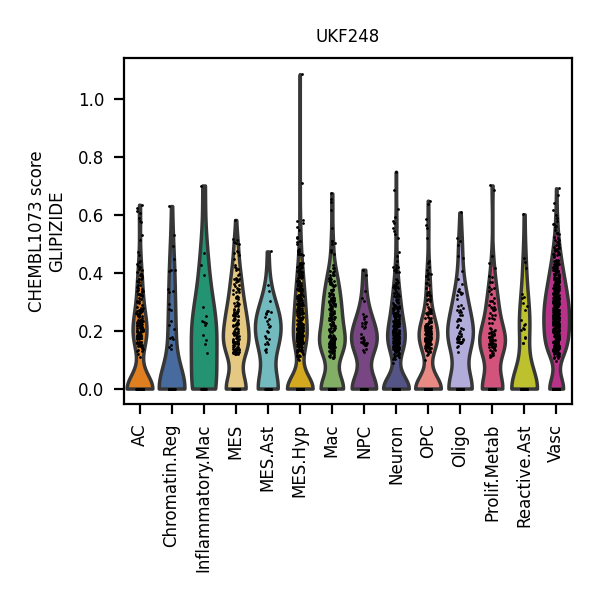 UKF248
CHEMBL1073 score
GLIPIZIDE
1.0
0.8
0.6
0.4
0.2
0.0
AC
Chromatin.Reg
Inflammatory.Mac
MES
MES.Ast
MES.Hyp
Mac
NPC
Neuron
OPC
Oligo
Prolif.Metab
Reactive.Ast
Vasc